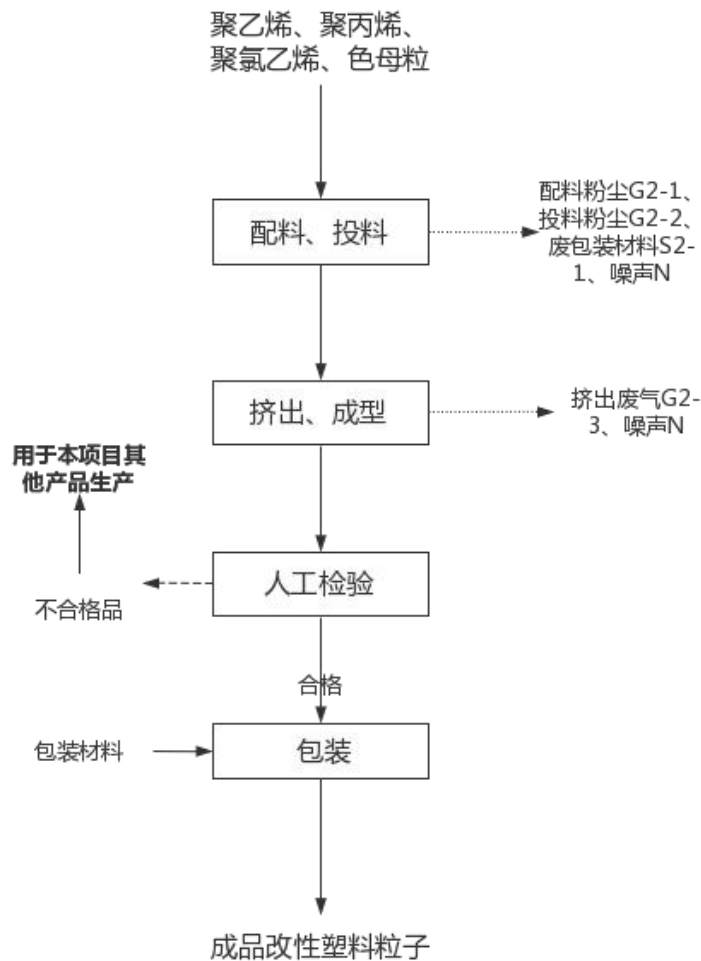 聚乙烯、聚丙烯、
聚氯乙烯、色母粒
配料、投料
配料粉尘G2-1、
投料粉尘G2-2、
废包装材料S2-
1、噪声N
挤出、成型
挤出废气G2-
3、噪声N
用于本项目其
他产品生产
人工检验
不合格品
合格
包装材料
包装
成品改性塑料粒子